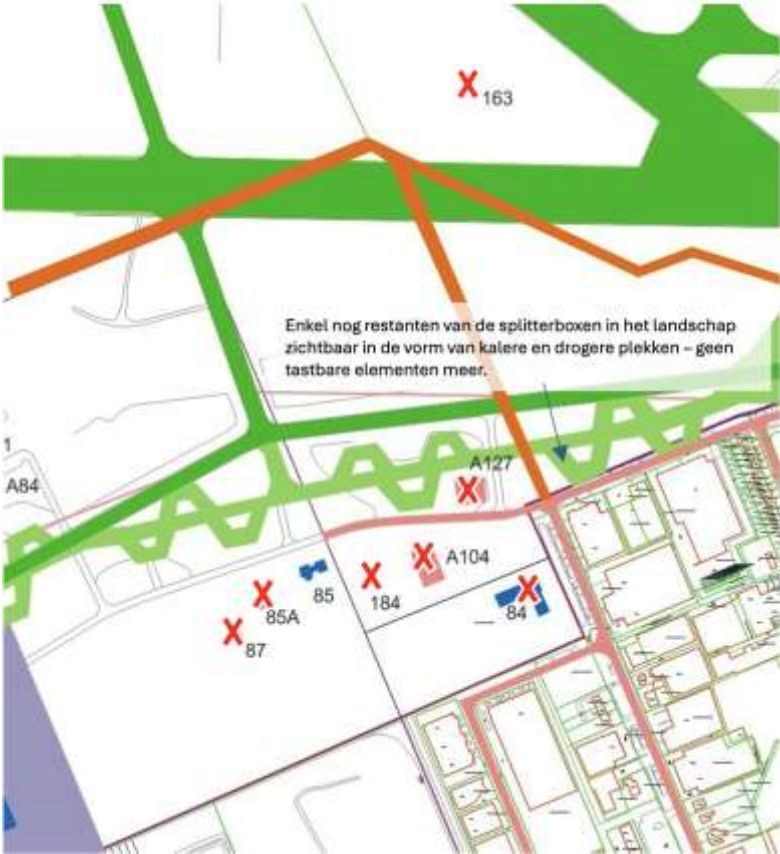 163
Enkel nog restanten van de splitterboxen in het landschap
zichtbaar in de vorm van kalere en drogere plekken – geen
tastbare elementen meer.
1
A84
A127
A104
85
184
84
85A
87